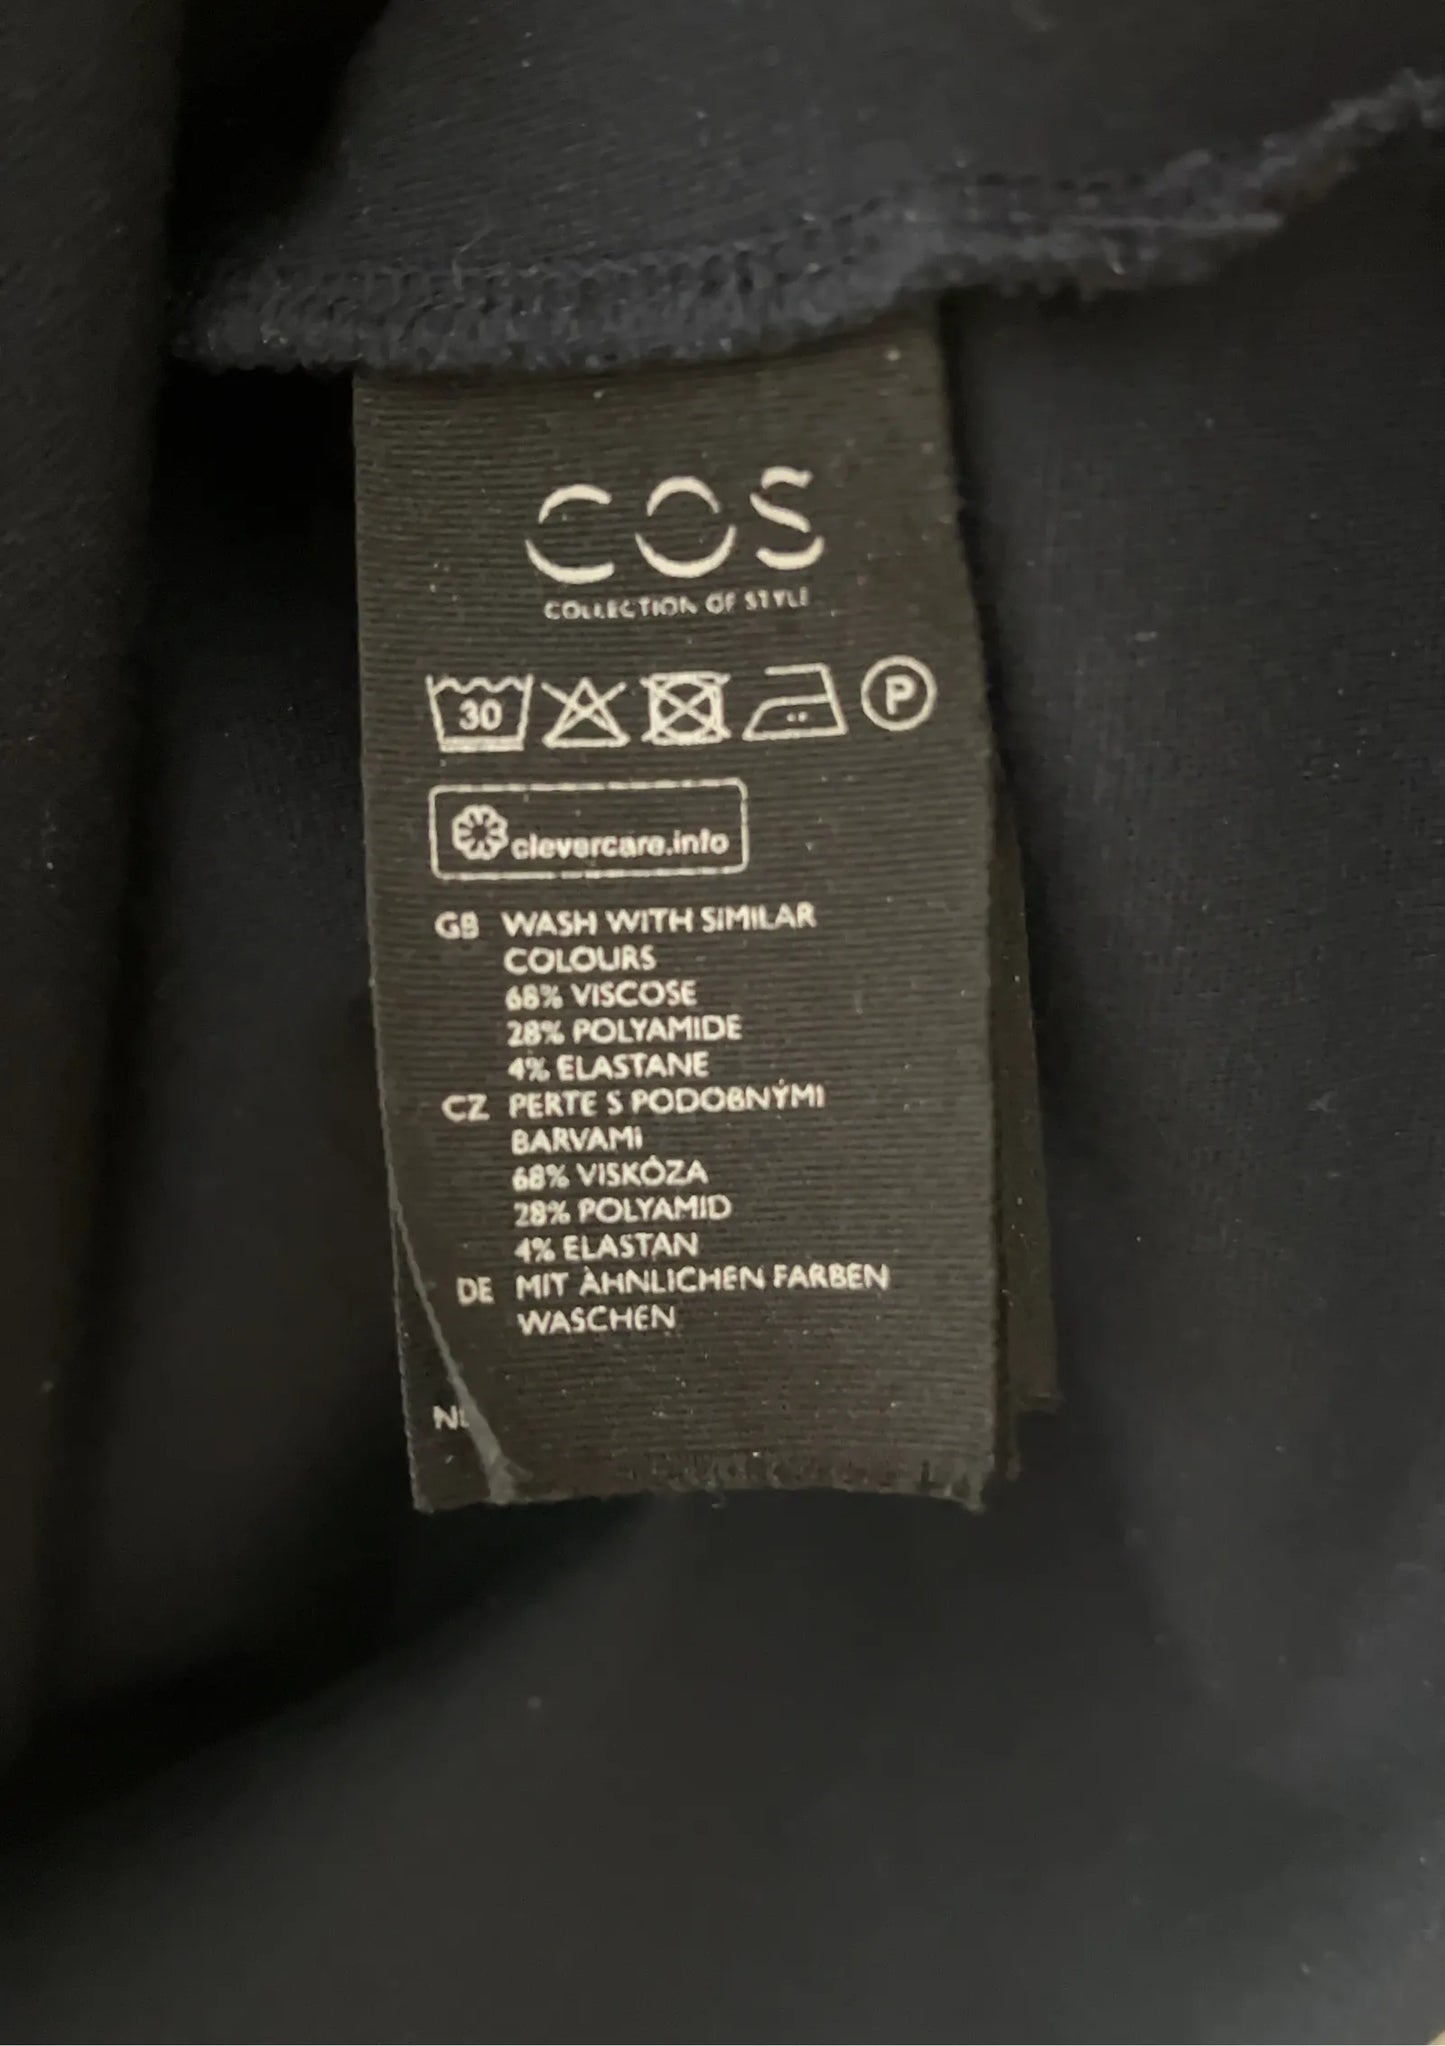 COS
COLLECTION OF STYLE
30 P
clevercare.info
GB WASH WITH SIMILAR
COLOURS
68% VISCOSE
28% POLYAMIDE
4% ELASTANE
CZ PERTE S PODOBNÝMI
BARVAMI
68% VISKÓZA
28% POLYAMID
4% ELASTAN
DE MIT ÄHNLICHEN FARBEN
WASCHEN